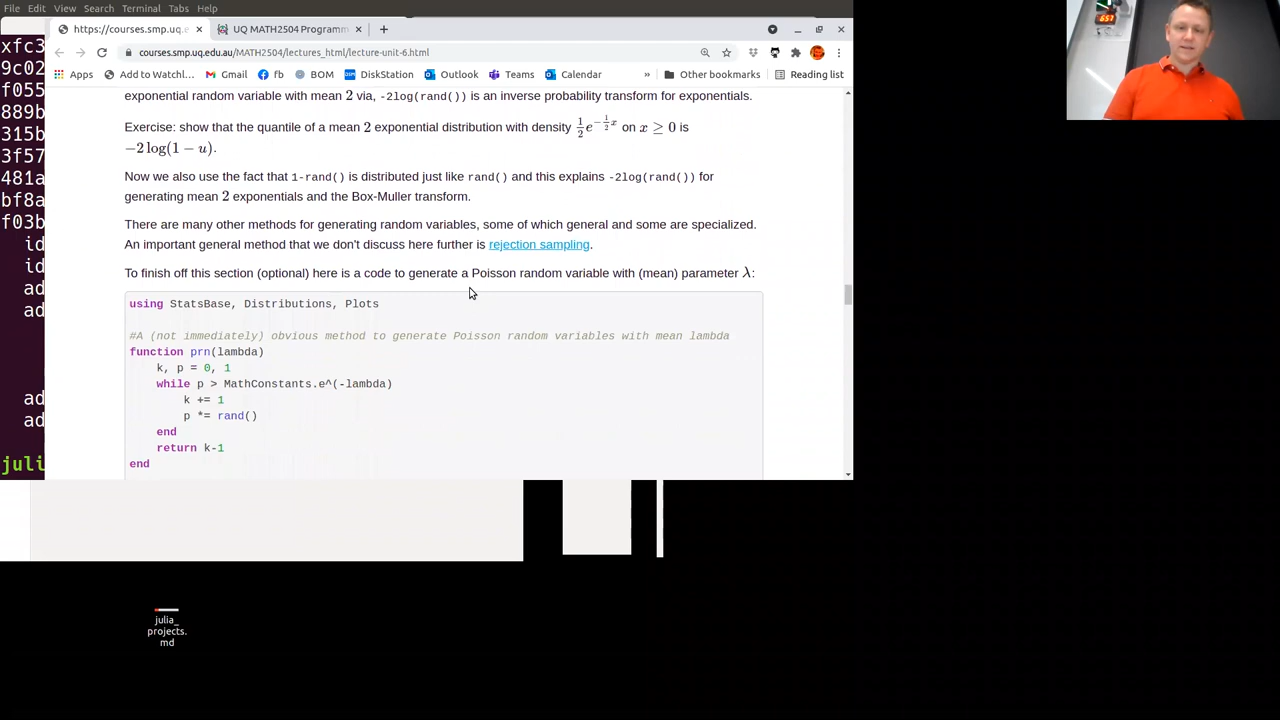 File Edit View Search Terminal Tabs Help
https://courses.smp.uq.e
UQ MATH2504 Programm
courses.smp.uq.edu.au/MATH2504/lectures_html/lecture-unit-6.html
Apps Add to Watchl... Gmail fb BOM DiskStation Outlook Teams Calendar » Other bookmarks Reading list
657
xfc3
9c02
f055
889b
315b
3f57
481a
bf8a
f03b
id
id
ad
ad
ad
ad
juli
exponential random variable with mean 2 via, -2log(rand()) is an inverse probability transform for exponentials.
Exercise: show that the quantile of a mean 2 exponential distribution with density ½e^{-½x} on x ≥ 0 is
−2 log(1 − u).
Now we also use the fact that 1-rand() is distributed just like rand() and this explains -2log(rand()) for
generating mean 2 exponentials and the Box-Muller transform.
There are many other methods for generating random variables, some of which general and some are specialized.
An important general method that we don't discuss here further is rejection sampling.
To finish off this section (optional) here is a code to generate a Poisson random variable with (mean) parameter λ:
using StatsBase, Distributions, Plots
#A (not immediately) obvious method to generate Poisson random variables with mean lambda
function prn(lambda)
k, p = 0, 1
while p > MathConstants.e^(-lambda)
k += 1
p *= rand()
end
return k-1
end
julia_
projects.
md